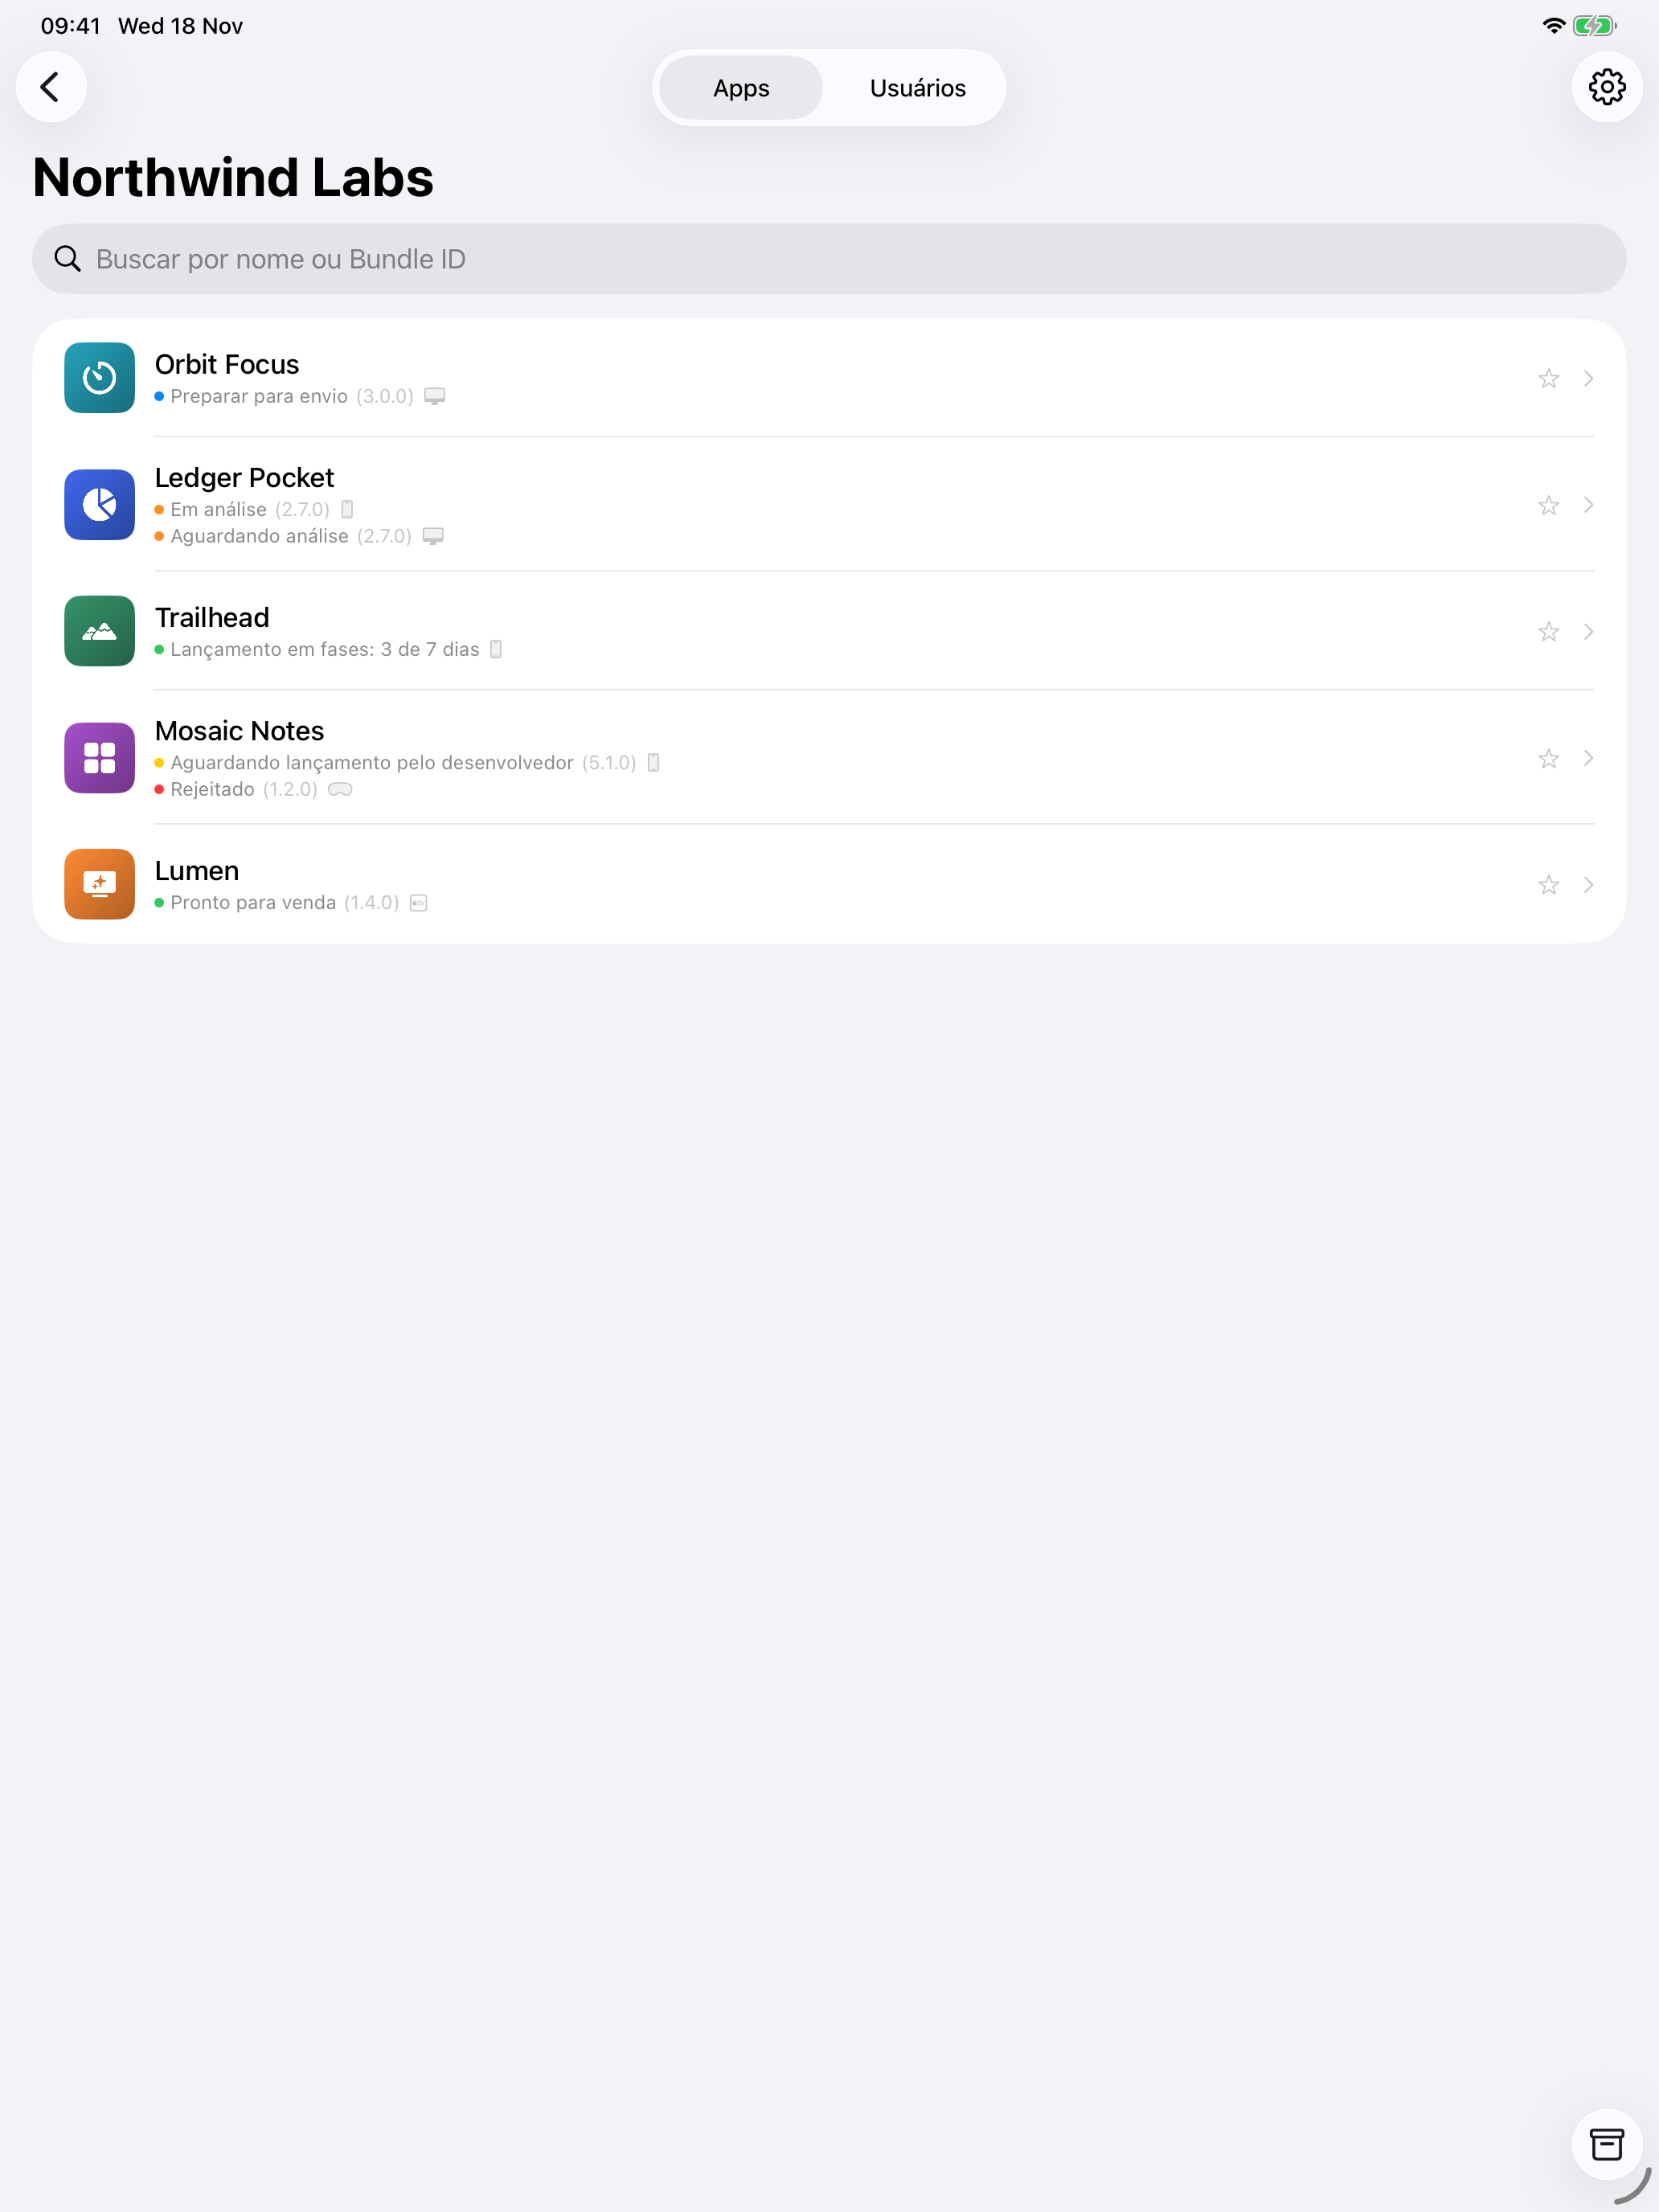 09:41 Wed 18 Nov
Apps
Usuários
Northwind Labs
Buscar por nome ou Bundle ID
Orbit Focus
Preparar para envio (3.0.0)
Ledger Pocket
Em análise (2.7.0)
Aguardando análise (2.7.0)
Trailhead
Lançamento em fases: 3 de 7 dias
Mosaic Notes
Aguardando lançamento pelo desenvolvedor (5.1.0)
Rejeitado (1.2.0)
Lumen
Pronto para venda (1.4.0) tv